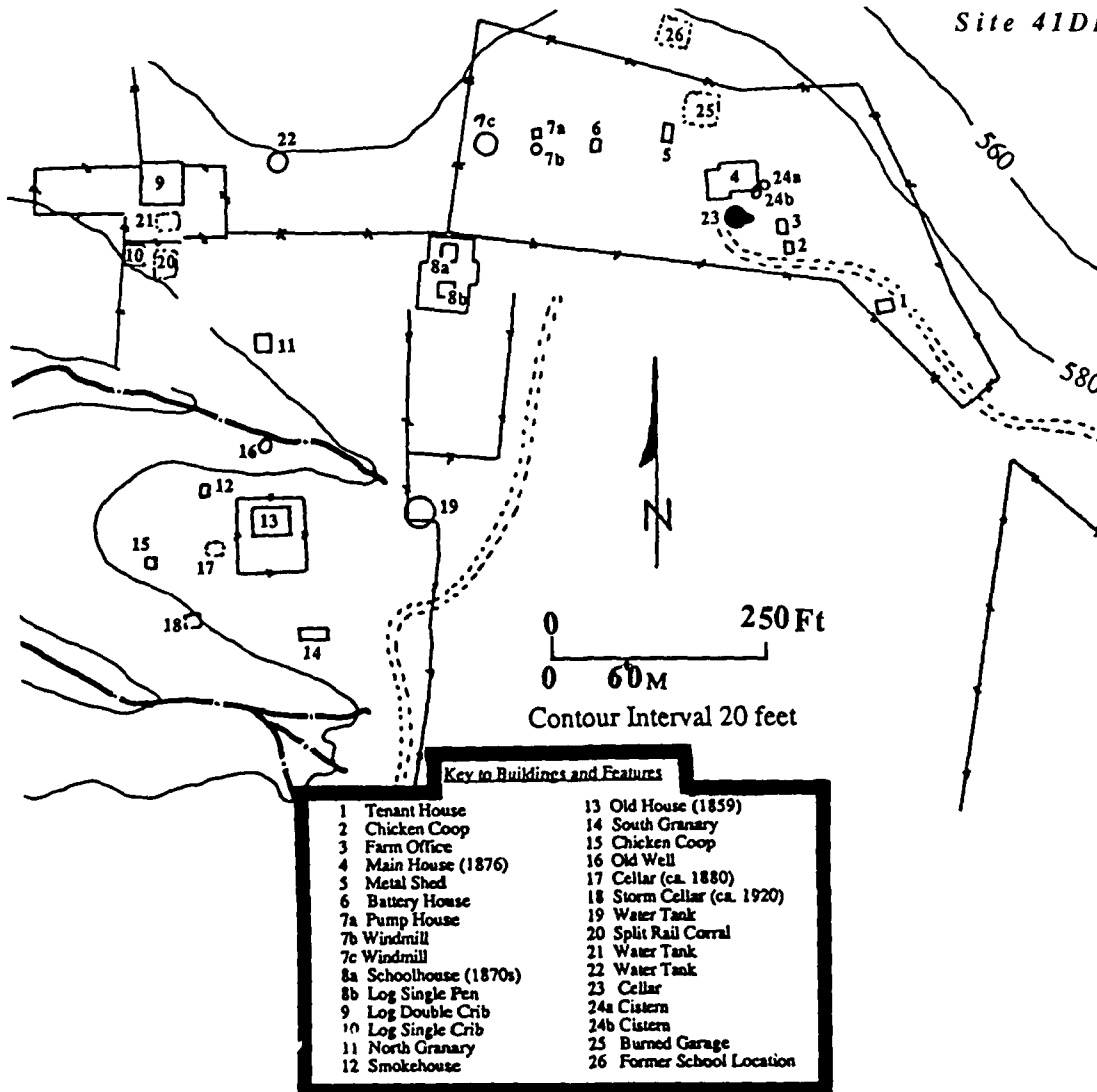 Site 41D
26
25
560
22
7c
7a
7b
6
5
4
24a
24b
23
3
2
9
21
10
20
8a
8b
1
11
580
16
12
13
19
15
17
18
14
N
0 250 Ft
0 60 M
Contour Interval 20 feet
Key to Buildings and Features
1 Tenant House
2 Chicken Coop
3 Farm Office
4 Main House (1876)
5 Metal Shed
6 Battery House
7a Pump House
7b Windmill
7c Windmill
8a Schoolhouse (1870s)
8b Log Single Pen
9 Log Double Crib
10 Log Single Crib
11 North Granary
12 Smokehouse
13 Old House (1859)
14 South Granary
15 Chicken Coop
16 Old Well
17 Cellar (ca. 1880)
18 Storm Cellar (ca. 1920)
19 Water Tank
20 Split Rail Corral
21 Water Tank
22 Water Tank
23 Cellar
24a Cistern
24b Cistern
25 Burned Garage
26 Former School Location